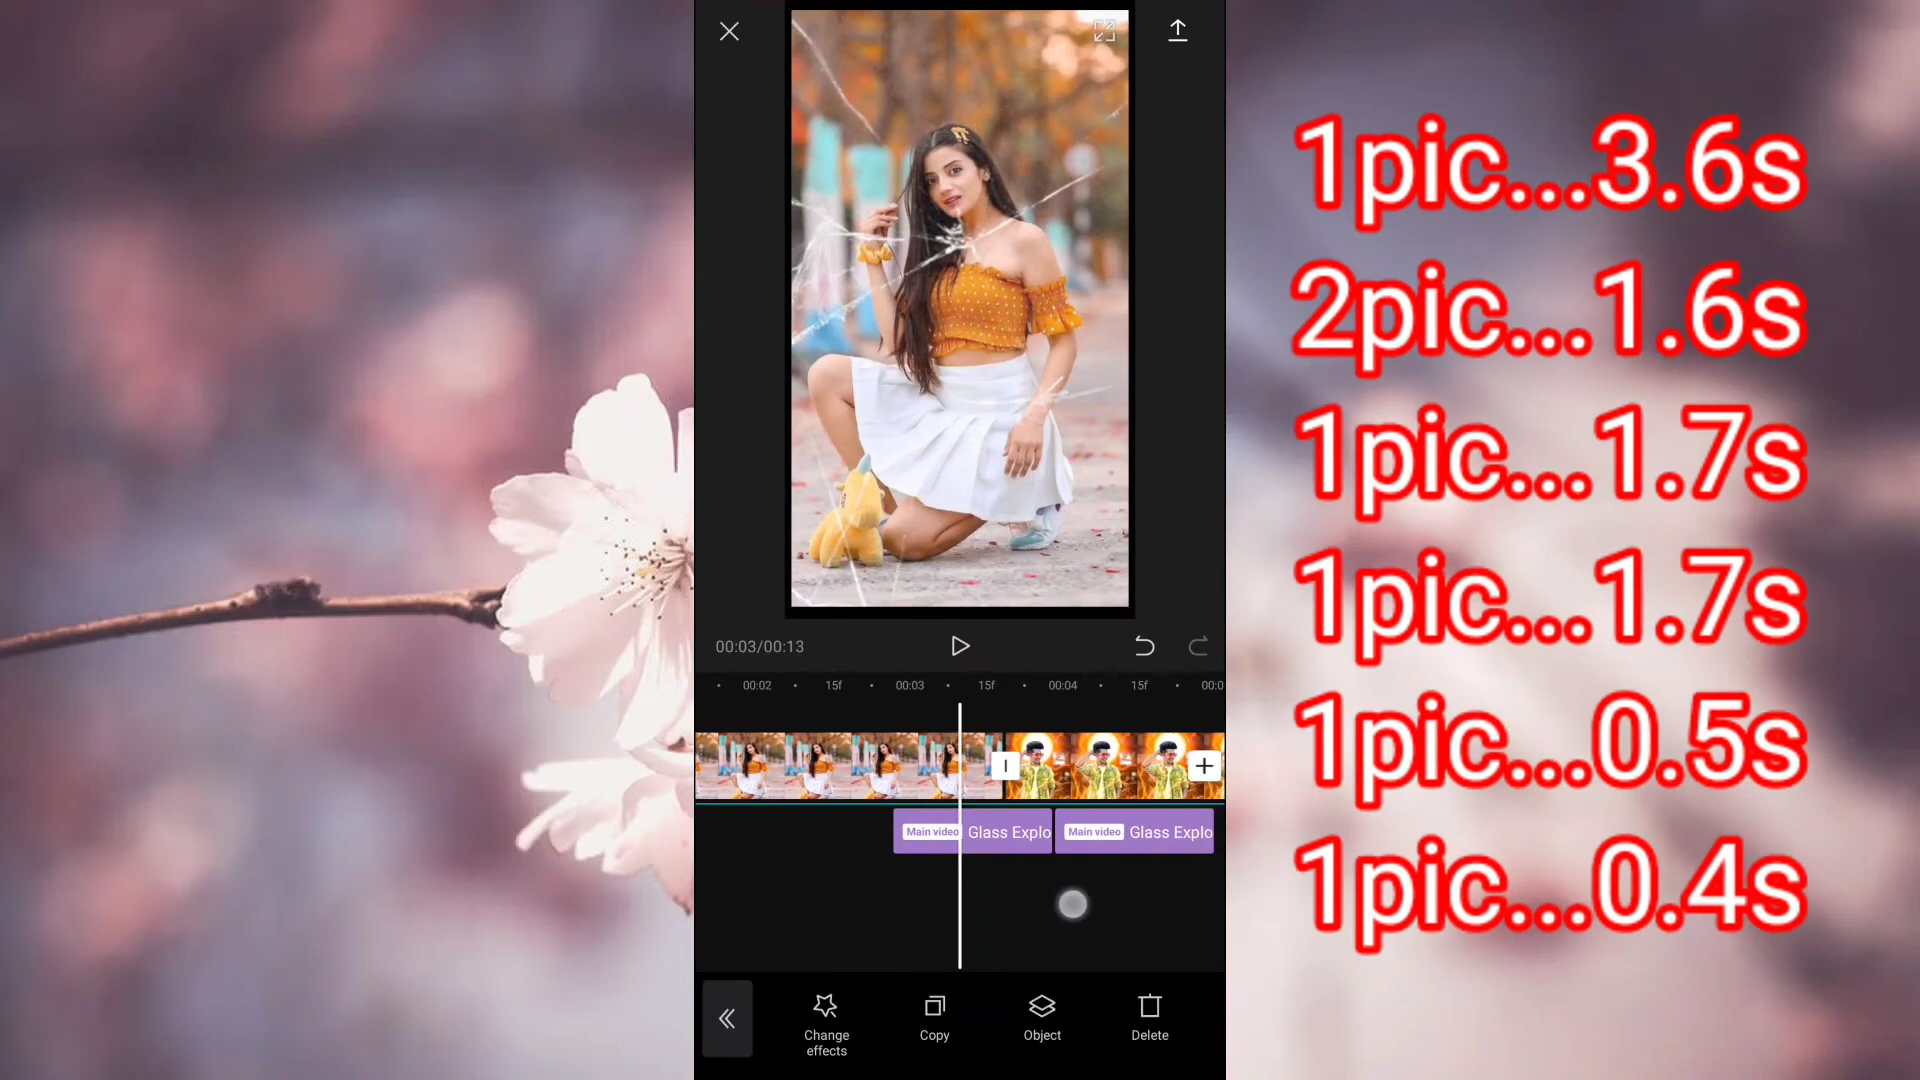 00:03/00:13
00:02 15f 00:03 15f 00:04 15f 00:0
Main video Glass Explo Main video Glass Explo
Change effects
Copy
Object
Delete
1pic...3.6s
2pic...1.6s
1pic...1.7s
1pic...1.7s
1pic...0.5s
1pic...0.4s